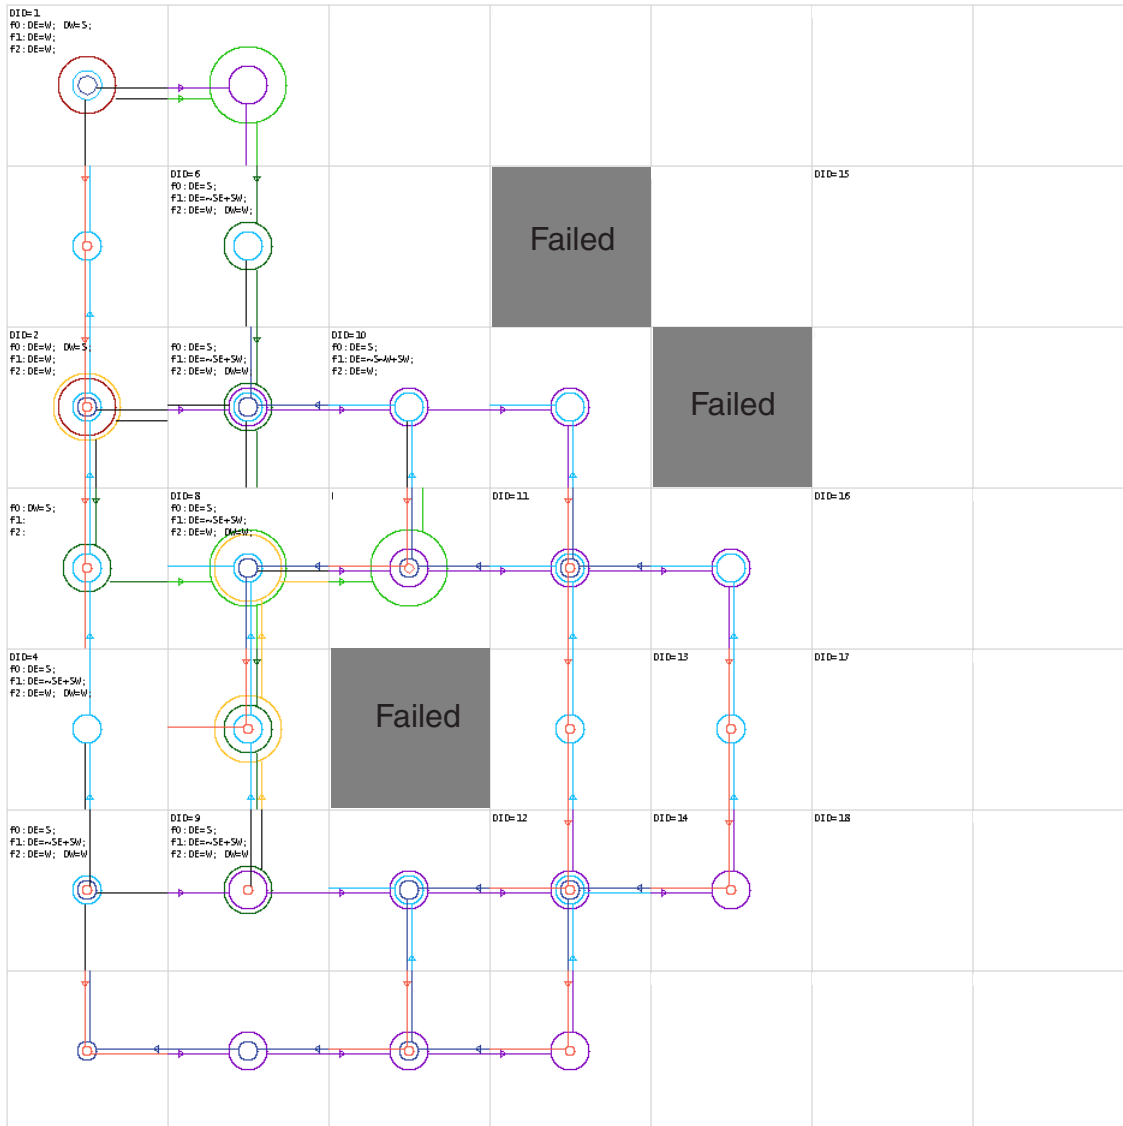 DID=1
f0:DE=W; DW=S;
f1:DE=W;
f2:DE=W;
DID=6
f0:DE=S;
f1:DE=~SE+SW;
f2:DE=W; DW=W;
Failed
DID=15
DID=2
f0:DE=W; DW=S;
f1:DE=W;
f2:DE=W;
f0:DE=S;
f1:DE=~SE+SW;
f2:DE=W; DW=W
DID=10
f0:DE=S;
f1:DE=~S~W+SW;
f2:DE=W;
Failed
f0:DW=S;
f1:
f2:
DID=8
f0:DE=S;
f1:DE=~SE+SW;
f2:DE=W; DW=W;
DID=11
DID=16
DID=4
f0:DE=S;
f1:DE=~SE+SW;
f2:DE=W; DW=W;
Failed
DID=13
DID=17
f0:DE=S;
f1:DE=~SE+SW;
f2:DE=W; DW=W
DID=9
f0:DE=S;
f1:DE=~SE+SW;
f2:DE=W; DW=W
DID=12
DID=14
DID=18